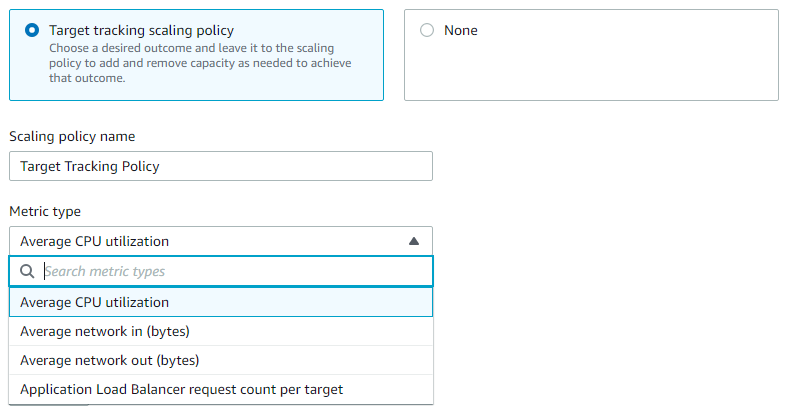 Target tracking scaling policy
Choose a desired outcome and leave it to the scaling
policy to add and remove capacity as needed to achieve
that outcome.
None
Scaling policy name
Target Tracking Policy
Metric type
Average CPU utilization
Search metric types
Average CPU utilization
Average network in (bytes)
Average network out (bytes)
Application Load Balancer request count per target